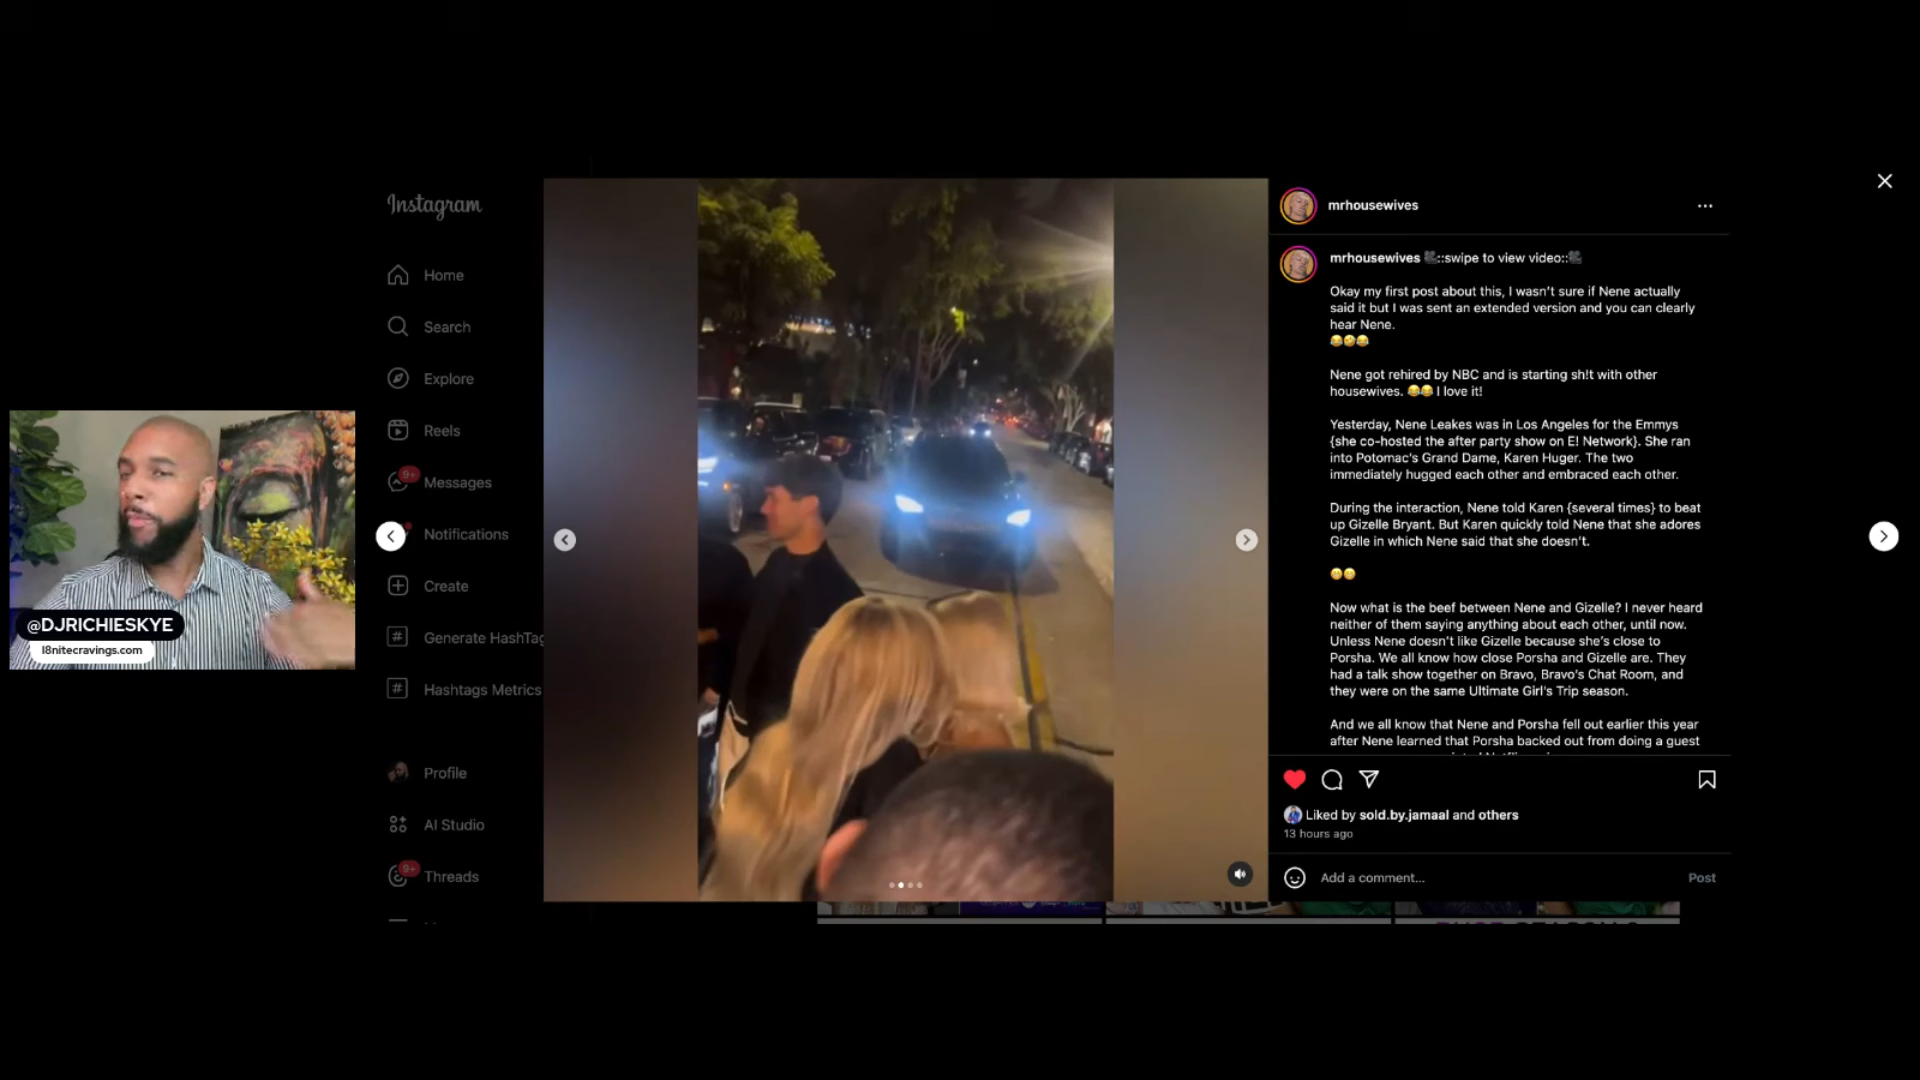 Instagram
Home
Search
Explore
Reels
9+
Messages
Notifications
Create
Generate HashTag
Hashtags Metrics
Profile
AI Studio
9+
Threads
@DJRICHIESKYE
l8nitecravings.com
mrhousewives
mrhousewives 🎥::swipe to view video::🎥
Okay my first post about this, I wasn't sure if Nene actually
said it but I was sent an extended version and you can clearly
hear Nene.
😂🤣😂
Nene got rehired by NBC and is starting sh!t with other
housewives. 😂😂 I love it!
Yesterday, Nene Leakes was in Los Angeles for the Emmys
{she co-hosted the after party show on E! Network}. She ran
into Potomac's Grand Dame, Karen Huger. The two
immediately hugged each other and embraced each other.
During the interaction, Nene told Karen {several times} to beat
up Gizelle Bryant. But Karen quickly told Nene that she adores
Gizelle in which Nene said that she doesn't.
Now what is the beef between Nene and Gizelle? I never heard
neither of them saying anything about each other, until now.
Unless Nene doesn't like Gizelle because she's close to
Porsha. We all know how close Porsha and Gizelle are. They
had a talk show together on Bravo, Bravo's Chat Room, and
they were on the same Ultimate Girl's Trip season.
And we all know that Nene and Porsha fell out earlier this year
after Nene learned that Porsha backed out from doing a guest
Liked by sold.by.jamaal and others
13 hours ago
Add a comment...
Post